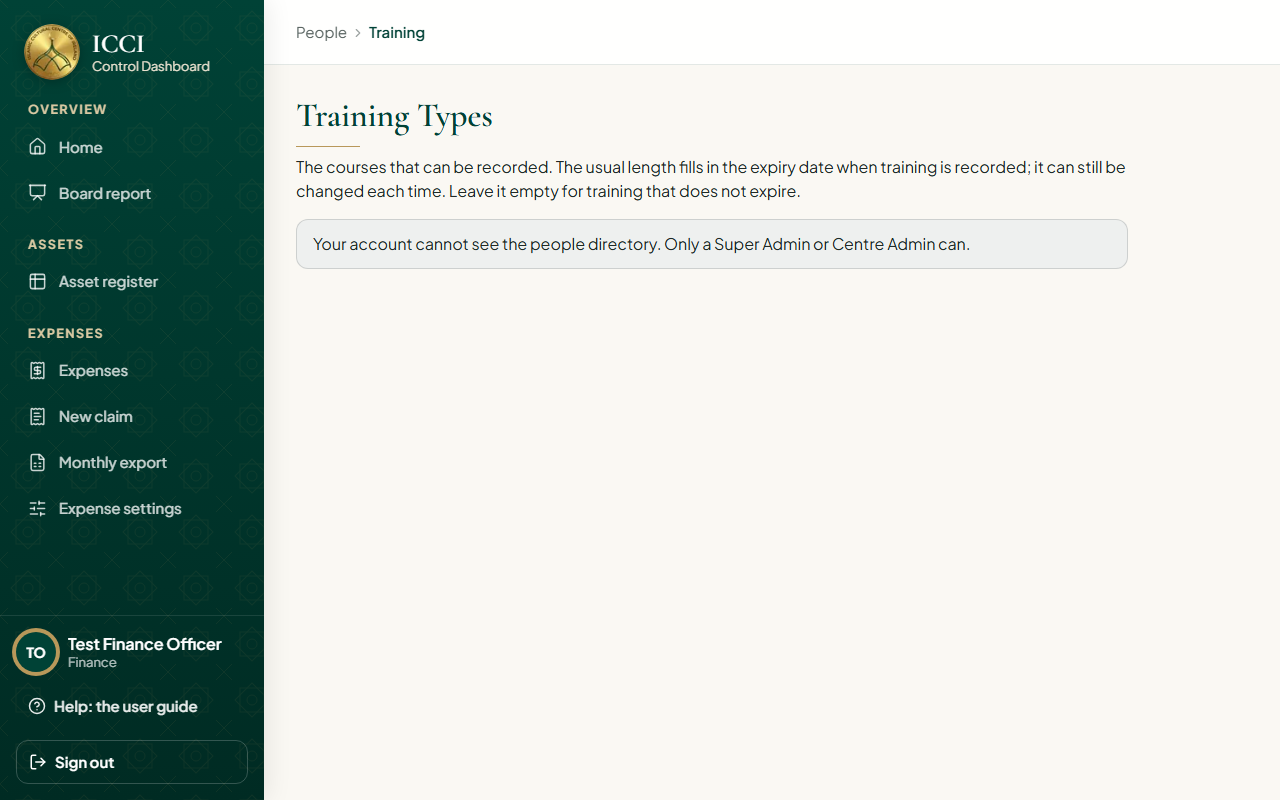 ICCI
Control Dashboard
OVERVIEW
Home
Board report
ASSETS
Asset register
EXPENSES
Expenses
New claim
Monthly export
Expense settings
TO
Test Finance Officer
Finance
Help: the user guide
Sign out
People › Training
Training Types
The courses that can be recorded. The usual length fills in the expiry date when training is recorded; it can still be
changed each time. Leave it empty for training that does not expire.
Your account cannot see the people directory. Only a Super Admin or Centre Admin can.